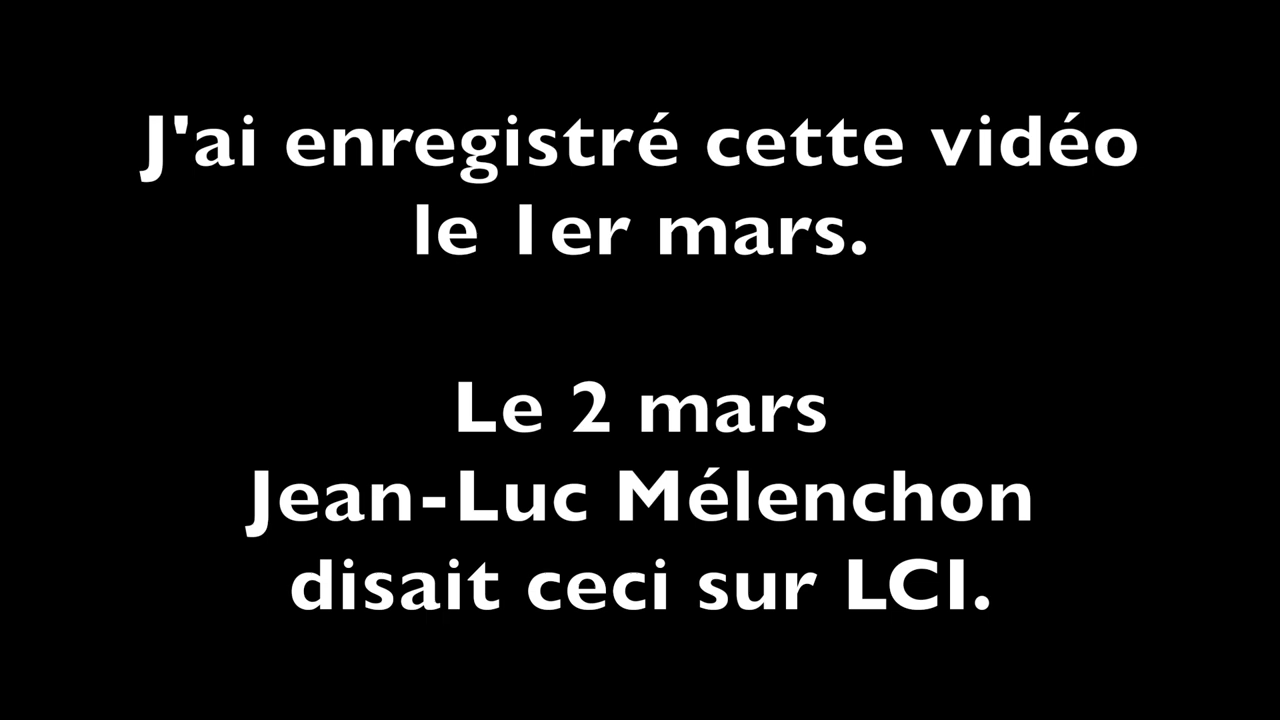 J'ai enregistré cette vidéo
le 1er mars.
Le 2 mars
Jean-Luc Mélenchon
disait ceci sur LCI.